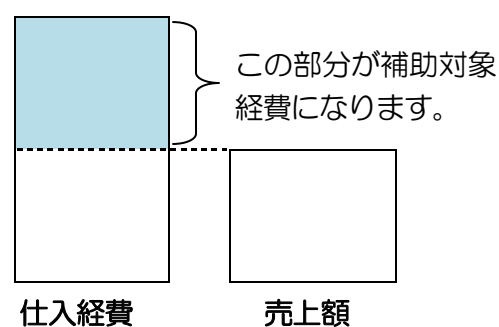 この部分が補助対象
経費になります。
仕入経費
売上額